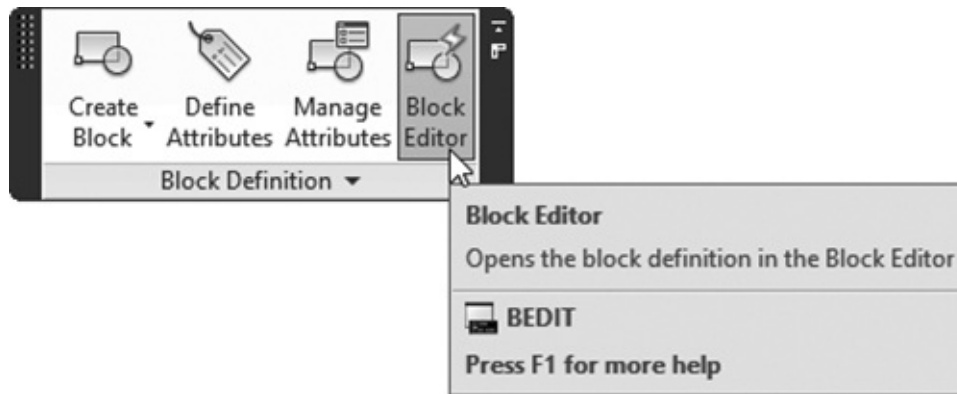 Create Block
Define Attributes
Manage Attributes
Block Editor
Block Definition
Block Editor
Opens the block definition in the Block Editor
BEDIT
Press F1 for more help